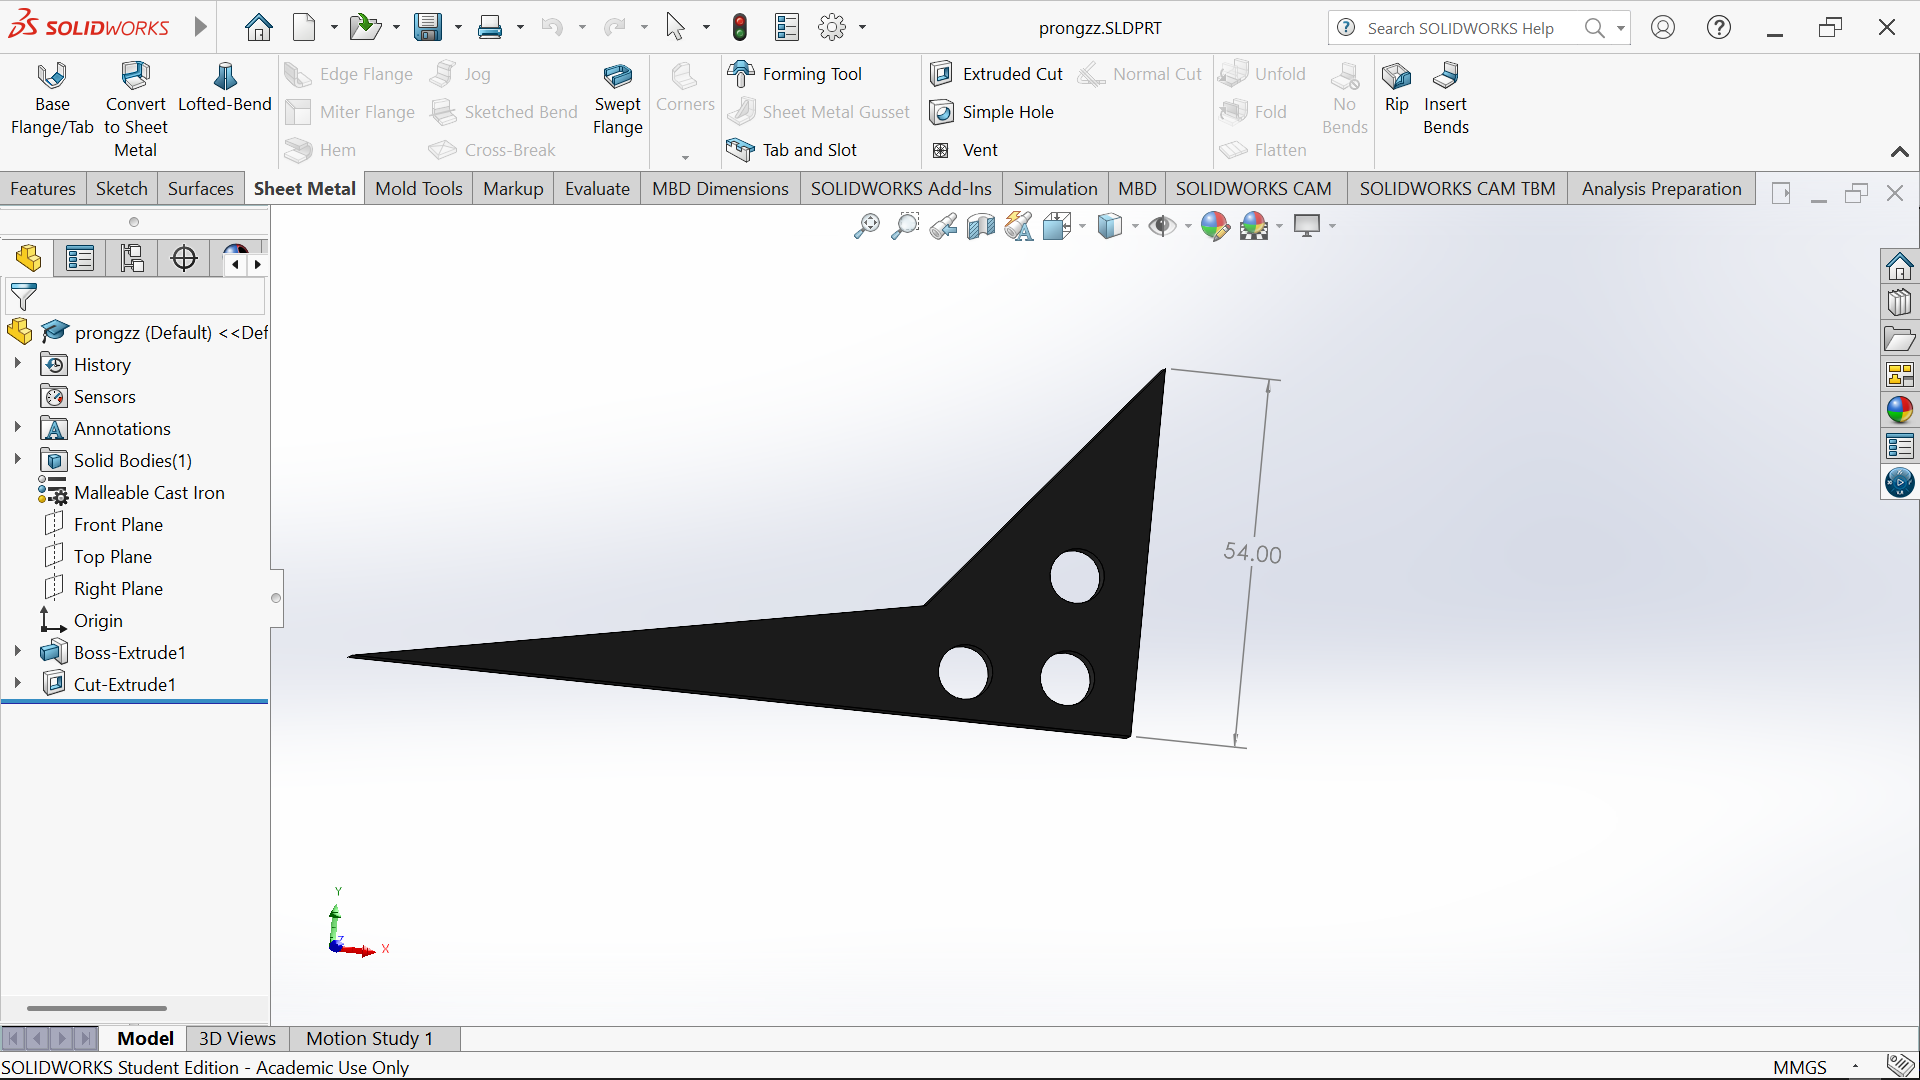 SOLIDWORKS
prongzz.SLDPRT
Search SOLIDWORKS Help
Base Flange/Tab
Convert to Sheet Metal
Lofted-Bend
Edge Flange
Miter Flange
Hem
Jog
Sketched Bend
Cross-Break
Swept Flange
Corners
Forming Tool
Sheet Metal Gusset
Tab and Slot
Extruded Cut
Simple Hole
Vent
Normal Cut
Unfold
Fold
Flatten
No Bends
Rip
Insert Bends
Features
Sketch
Surfaces
Sheet Metal
Mold Tools
Markup
Evaluate
MBD Dimensions
SOLIDWORKS Add-Ins
Simulation
MBD
SOLIDWORKS CAM
SOLIDWORKS CAM TBM
Analysis Preparation
prongzz (Default) <<Def
History
Sensors
Annotations
Solid Bodies(1)
Malleable Cast Iron
Front Plane
Top Plane
Right Plane
Origin
Boss-Extrude1
Cut-Extrude1
54.00
Y
Z
X
Model
3D Views
Motion Study 1
SOLIDWORKS Student Edition - Academic Use Only
MMGS